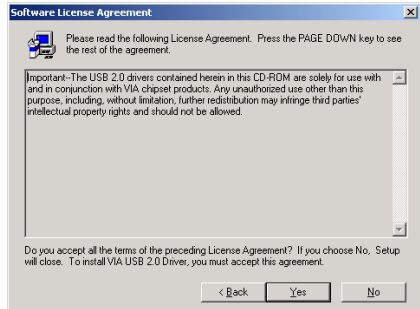 Software License Agreement
Please read the following License Agreement. Press the PAGE DOWN key to see
the rest of the agreement.
Important--The USB 2.0 drivers contained herein in this CD-ROM are solely for use with
and in conjunction with VIA chipset products. Any unauthorized use other than this
purpose, including, without limitation, further redistribution may infringe third parties'
intellectual property rights and should not be allowed.
Do you accept all the terms of the preceding License Agreement? If you choose No, Setup
will close. To install VIA USB 2.0 Driver, you must accept this agreement.
< Back Yes No